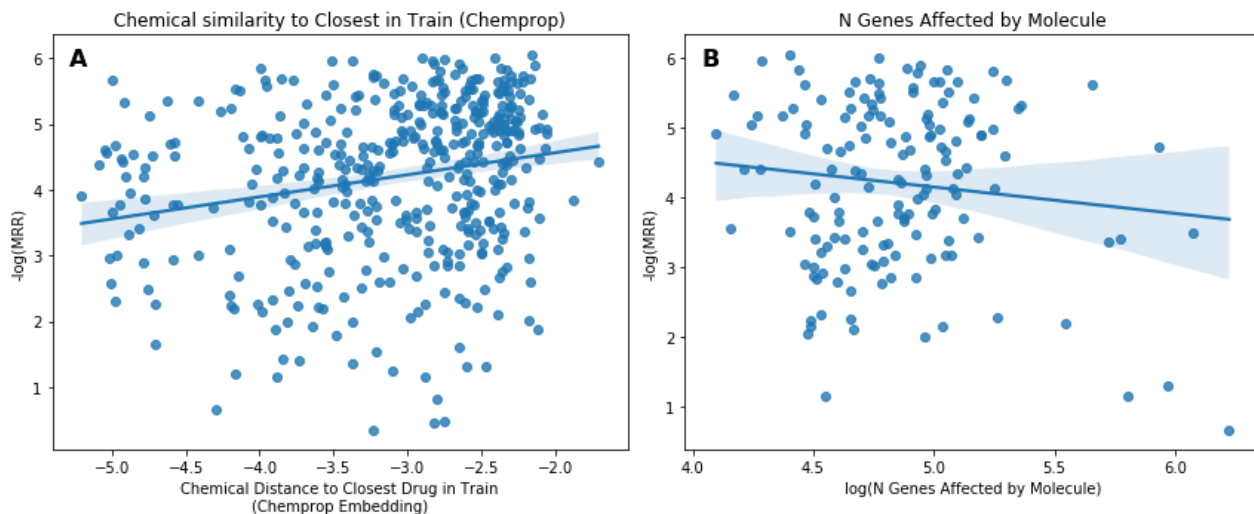 Chemical similarity to Closest in Train (Chemprop)
A
-log(MRR)
6
5
4
3
2
1
−5.0 −4.5 −4.0 −3.5 −3.0 −2.5 −2.0
Chemical Distance to Closest Drug in Train
(Chemprop Embedding)
N Genes Affected by Molecule
B
-log(MRR)
6
5
4
3
2
1
4.0 4.5 5.0 5.5 6.0
log(N Genes Affected by Molecule)